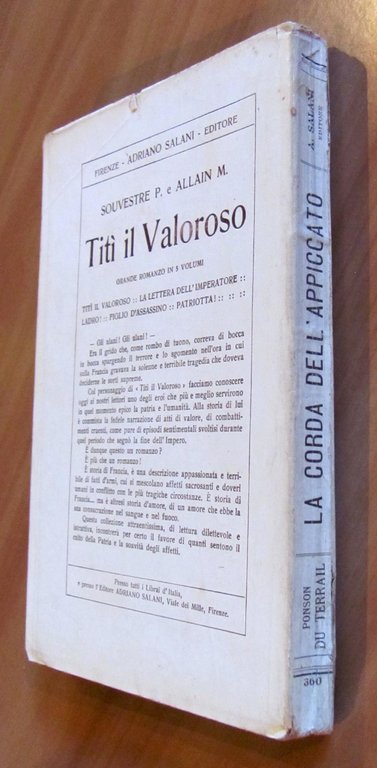 FIRENZE - ADRIANO SALANI - EDITORE
SOUVESTRE P. e ALLAIN M.
Titì il Valoroso
GRANDE ROMANZO IN 5 VOLUMI
TITÌ IL VALOROSO :: LA LETTERA DELL'IMPERATORE ::
LADRO! :: FIGLIO D'ASSASSINO :: PATRIOTTA! :: :: ::
— Gli ulani! Gli ulani! —
Era il grido che, come rombo di tuono, correva di bocca
in bocca spargendo il terrore e lo sgomento nell'ora in cui
sulla Francia gravava la solenne e terribile tragedia che doveva
deciderne le sorti supreme.
Col personaggio di « Titì il Valoroso » facciamo conoscere
oggi ai nostri lettori uno degli eroi che più e meglio servirono
in quel momento epico la patria e l'umanità. Alla storia di lui
è commista la fedele narrazione di atti di valore, di combatti-
menti cruenti, come pure di episodi sentimentali svoltisi durante
quel periodo che segnò la fine dell'Impero.
È dunque questo un romanzo?
È più che un romanzo!
È storia di Francia, è una descrizione appassionata e terri-
bile di fatti d'armi, cui si mescolano affetti sacrosanti e doveri
umani in conflitto con le più tragiche circostanze. È storia di
Francia... ma è altresì storia d'amore, di un amore che ebbe la
sua consacrazione nel sangue e nel fuoco.
Questa collezione attraentissima, di lettura dilettevole e
istruttiva, incontrerà per certo il favore di quanti sentono il
culto della Patria e la soavità degli affetti.
Presso tutti i Librai d'Italia,
e presso l'Editore ADRIANO SALANI, Viale dei Mille, Firenze.
PONSON
DU TERRAIL
LA CORDA DELL'APPICCATO
A. SALANI
EDITORE
360